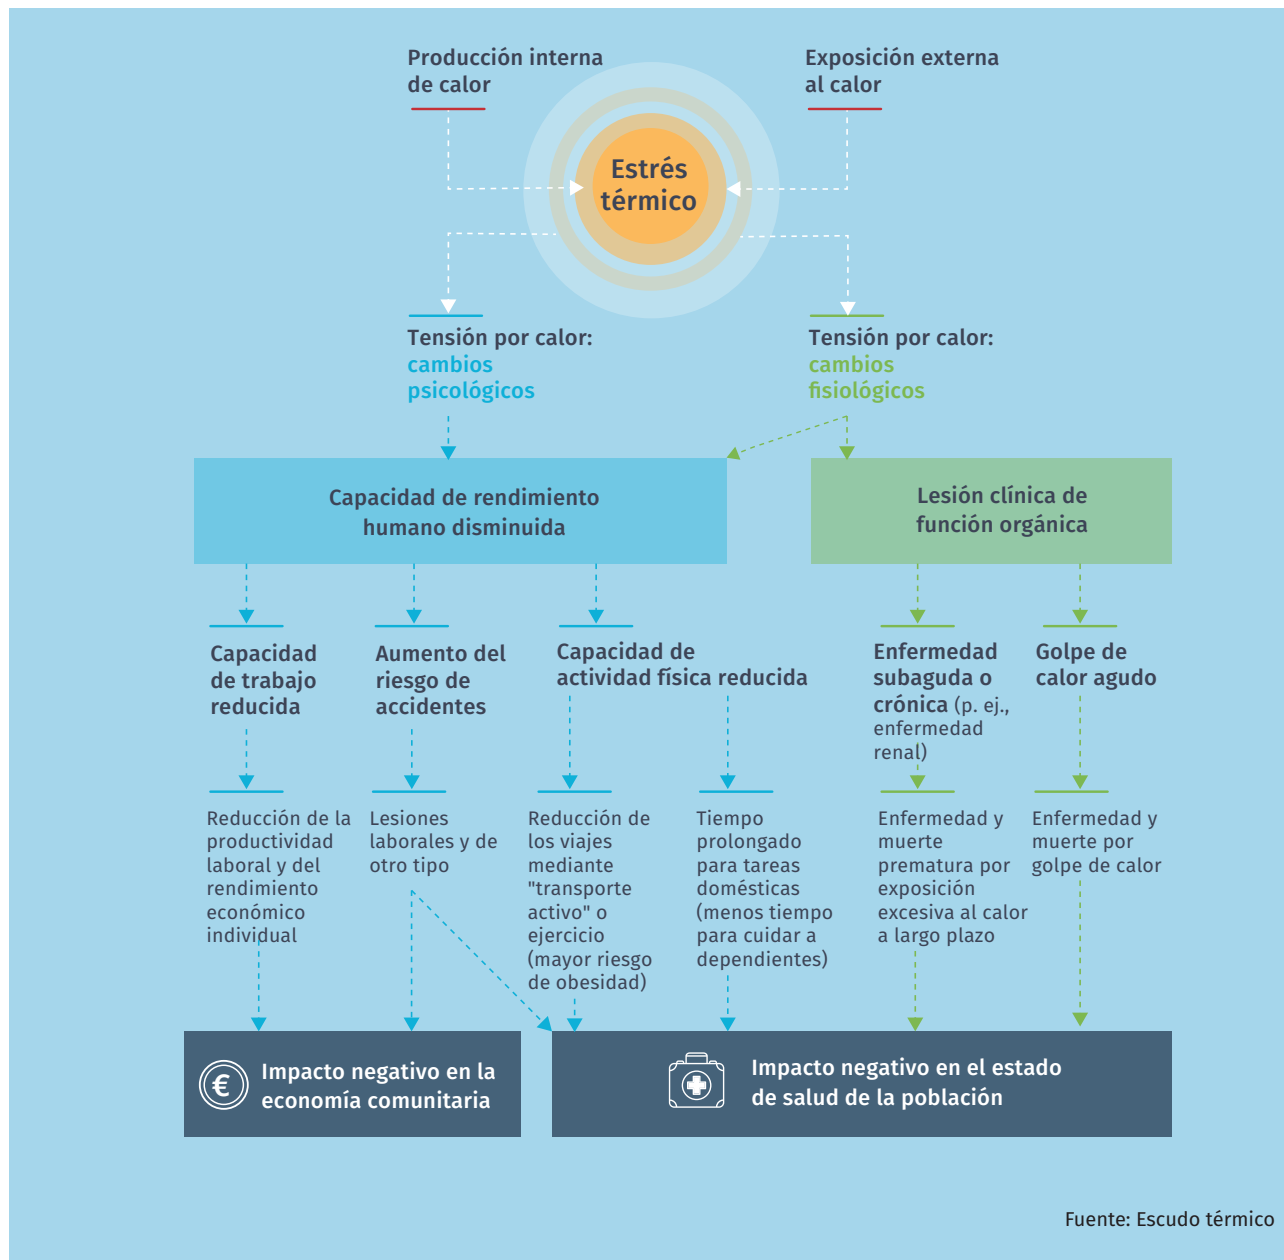 Producción interna
de calor
Exposición externa
al calor
Estrés
térmico
Tensión por calor:
cambios
psicológicos
Tensión por calor:
cambios
fisiológicos
Capacidad de rendimiento
humano disminuida
Lesión clínica de
función orgánica
Capacidad
de trabajo
reducida
Aumento del
riesgo de
accidentes
Capacidad de
actividad física reducida
Enfermedad
subaguda o
crónica (p. ej.,
enfermedad
renal)
Golpe de
calor agudo
Reducción de la
productividad
laboral y del
rendimiento
económico
individual
Lesiones
laborales y de
otro tipo
Reducción de
los viajes
mediante
"transporte
activo" o
ejercicio
(mayor riesgo
de obesidad)
Tiempo
prolongado
para tareas
domésticas
(menos tiempo
para cuidar a
dependientes)
Enfermedad y
muerte
prematura por
exposición
excesiva al calor
a largo plazo
Enfermedad y
muerte por
golpe de calor
€
Impacto negativo en la
economía comunitaria
Impacto negativo en el estado
de salud de la población
Fuente: Escudo térmico